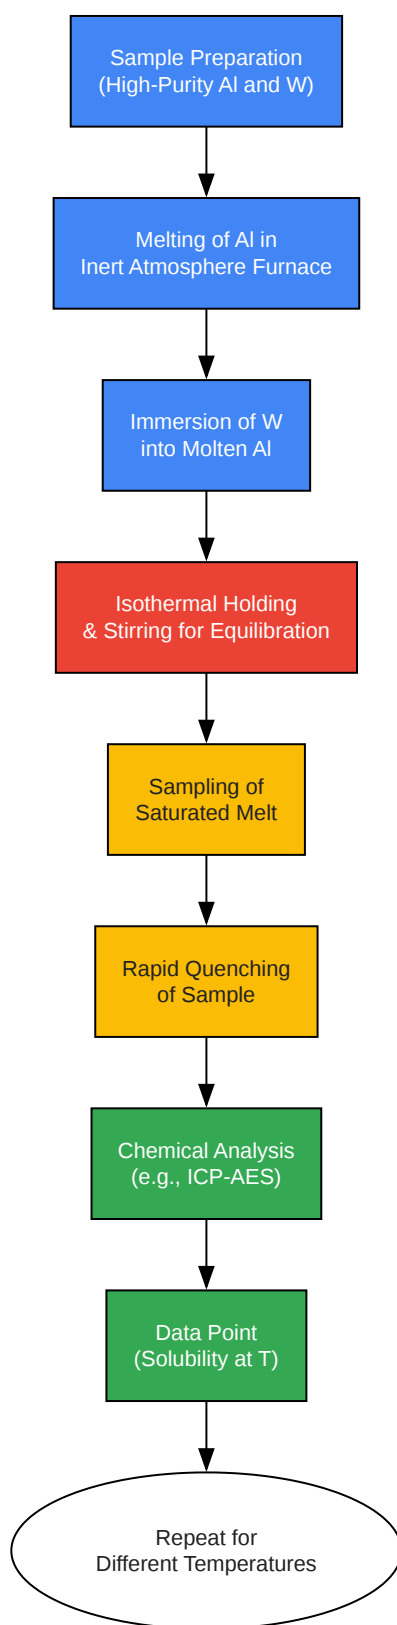 Sample Preparation
(High-Purity Al and W)
Melting of Al in
Inert Atmosphere Furnace
Immersion of W
into Molten Al
Isothermal Holding
& Stirring for Equilibration
Sampling of
Saturated Melt
Rapid Quenching
of Sample
Chemical Analysis
(e.g., ICP-AES)
Data Point
(Solubility at T)
Repeat for
Different Temperatures